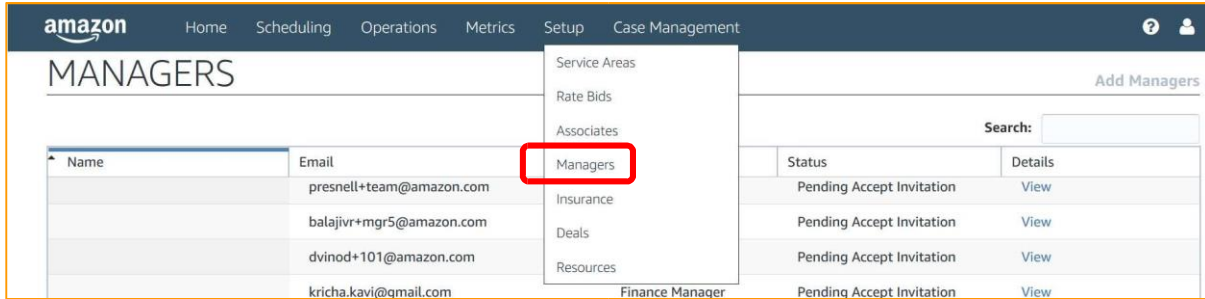 amazon Home Scheduling Operations Metrics Setup Case Management ?
MANAGERS
Service Areas
Add Managers
Rate Bids
Associates
Search:
Name Email Managers Status Details
presnell+team@amazon.com Pending Accept Invitation View
Insurance
balajivr+mgr5@amazon.com Pending Accept Invitation View
Deals
dvinod+101@amazon.com Pending Accept Invitation View
Resources
kricha.kavi@gmail.com Finance Manager Pending Accept Invitation View